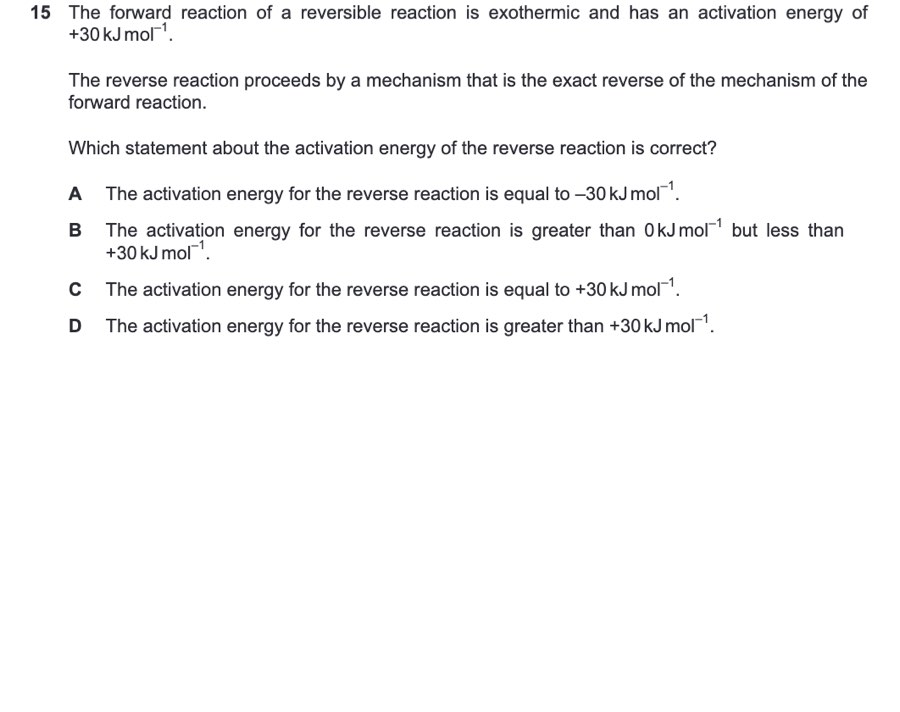 15 The forward reaction of a reversible reaction is exothermic and has an activation energy of
+30 kJ mol⁻¹.
The reverse reaction proceeds by a mechanism that is the exact reverse of the mechanism of the
forward reaction.
Which statement about the activation energy of the reverse reaction is correct?
A The activation energy for the reverse reaction is equal to –30 kJ mol⁻¹.
B The activation energy for the reverse reaction is greater than 0 kJ mol⁻¹ but less than
+30 kJ mol⁻¹.
C The activation energy for the reverse reaction is equal to +30 kJ mol⁻¹.
D The activation energy for the reverse reaction is greater than +30 kJ mol⁻¹.